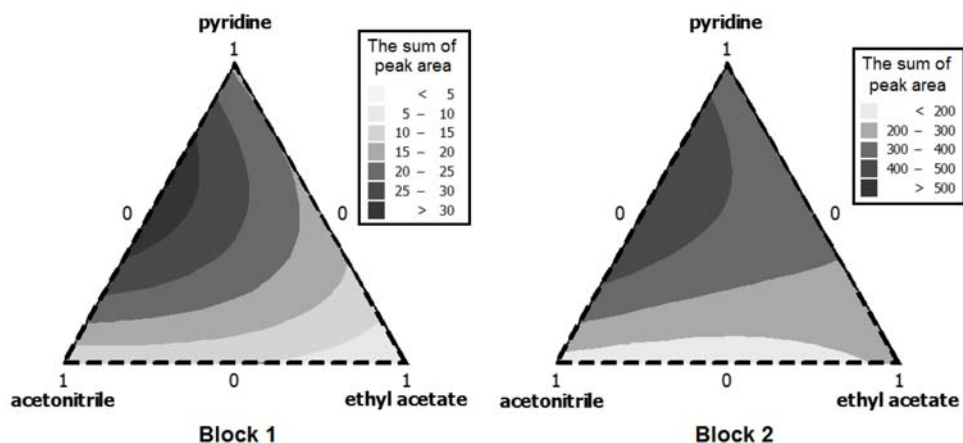 pyridine
1
The sum of
peak area
< 5
5 – 10
10 – 15
15 – 20
20 – 25
25 – 30
> 30
0
0
1
0
1
acetonitrile
ethyl acetate
Block 1
pyridine
1
The sum of
peak area
< 200
200 – 300
300 – 400
400 – 500
> 500
0
0
1
0
1
acetonitrile
ethyl acetate
Block 2